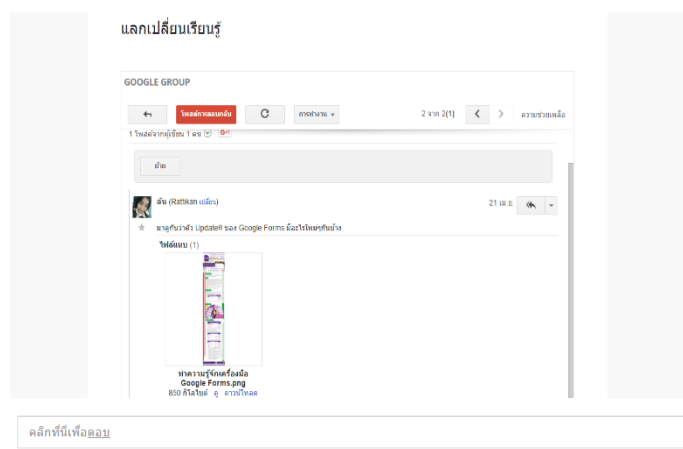 แลกเปลี่ยนเรียนรู้
GOOGLE GROUP
โพสต์การตอบกลับ
การทำงาน
2 จาก 2(1)
ความช่วยเหลือ
1 โพสต์จากผู้เขียน 1 คน
G+1
ย้าย
ฉัน (Rattikan เปลี่ยน)
21 เม.ย.
มาดูกันว่าตัว Update!! ของ Google Forms มีอะไรใหม่ๆกันบ้าง
ไฟล์แนบ (1)
ทำความรู้จักเครื่องมือ
Google Forms.png
850 กิโลไบต์ ดู ดาวน์โหลด
คลิกที่นี่เพื่อตอบ